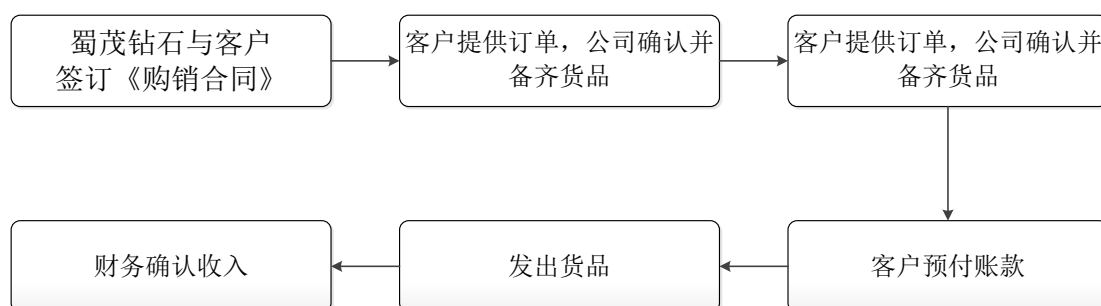 蜀茂钻石与客户
签订《购销合同》
客户提供订单，公司确认并
备齐货品
客户提供订单，公司确认并
备齐货品
客户预付账款
发出货品
财务确认收入